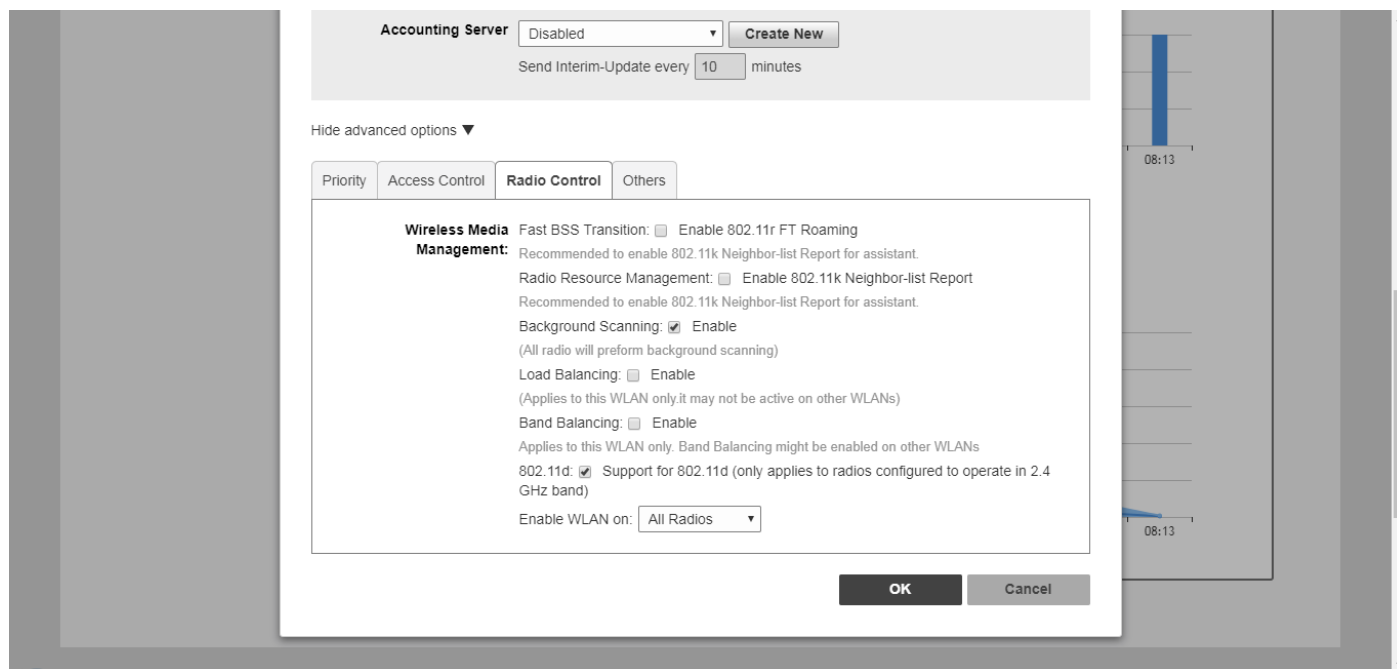 Accounting Server Disabled Create New
Send Interim-Update every 10 minutes
Hide advanced options ▼
08:13
Priority Access Control Radio Control Others
Wireless Media Management:
Fast BSS Transition: Enable 802.11r FT Roaming
Recommended to enable 802.11k Neighbor-list Report for assistant.
Radio Resource Management: Enable 802.11k Neighbor-list Report
Recommended to enable 802.11k Neighbor-list Report for assistant.
Background Scanning: Enable
(All radio will preform background scanning)
Load Balancing: Enable
(Applies to this WLAN only.it may not be active on other WLANs)
Band Balancing: Enable
Applies to this WLAN only. Band Balancing might be enabled on other WLANs
802.11d: Support for 802.11d (only applies to radios configured to operate in 2.4
GHz band)
Enable WLAN on: All Radios
08:13
OK Cancel